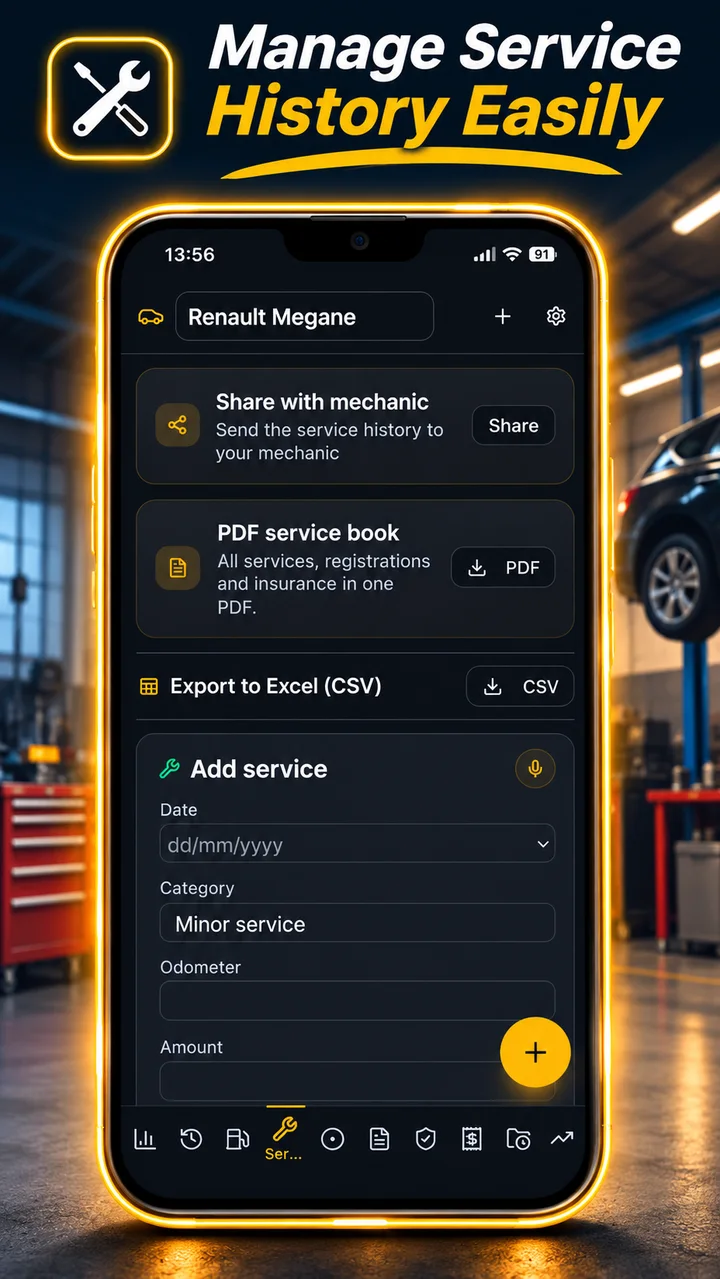 Manage Service
History Easily
13:56
91
Renault Megane
Share with mechanic
Send the service history to
your mechanic
Share
PDF service book
All services, registrations
and insurance in one
PDF.
PDF
Export to Excel (CSV)
CSV
Add service
Date
dd/mm/yyyy
Category
Minor service
Odometer
Amount
Ser...